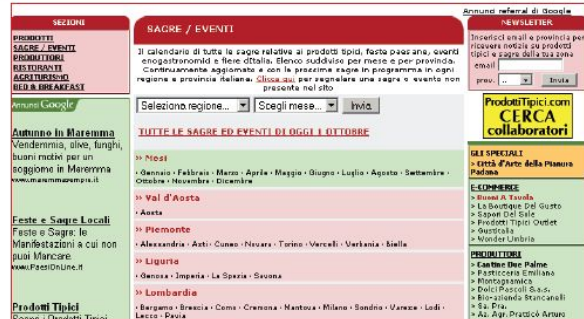 Annunci referral di Google
SEZIONI
PRODOTTI
SAGRE / EVENTI
PRODUTTORI
RISTORANTI
AGRITURISMO
BED & BREAKFAST
Annunci Google
Autunno in Maremma
Vendemmia, olive, funghi,
buoni motivi per un
soggiorno in Maremma
www.maremmaempire.it
Feste e Sagre Locali
Feste e Sagre: le
Manifestazioni a cui non
puoi Mancare.
www.PaesiOnLine.it
Prodotti Tipici
SAGRE / EVENTI
Il calendario di tutte le sagre relative ai prodotti tipici, feste paesane, eventi
enogastronomici e fiere d'Italia. Elenco suddiviso per mese e per provincia.
Continuamente aggiornato e con le prossime sagre in programma in ogni
regione e provincia italiana. Clicca qui per segnalare una sagra o evento non
presente nel sito
Seleziona regione... Scegli mese... Invia
TUTTE LE SAGRE ED EVENTI DI OGGI 1 OTTOBRE
» Mesi
· Gennaio · Febbraio · Marzo · Aprile · Maggio · Giugno · Luglio · Agosto · Settembre ·
Ottobre · Novembre · Dicembre
» Val d'Aosta
· Aosta
» Piemonte
· Alessandria · Asti · Cuneo · Novara · Torino · Vercelli · Verbania · Biella
» Liguria
· Genova · Imperia · La Spezia · Savona
» Lombardia
· Bergamo · Brescia · Como · Cremona · Mantova · Milano · Sondrio · Varese · Lodi ·
Lecco · Pavia
NEWSLETTER
Inserisci email e provincia per
ricevere notizie su prodotti
tipici e sagre della tua zona
email
prov. .. Invia
ProdottiTipici.com
CERCA
collaboratori
GLI SPECIALI
» Città d'Arte della Pianura
Padana
E-COMMERCE
» Buoni A Tavola
» La Boutique Del Gusto
» Sapori Del Sole
» Prodotti Tipici Outlet
» Gusticalia
» Wonder Umbria
PRODUTTORI
» Cantine Due Palme
» Pasticceria Emiliana
» Montagnamica
» Dolci Pascoli S.a.s.
» Bio-azienda Stancanelli
» Sa. Pra.
» Az. Agr. Praticò Arturo